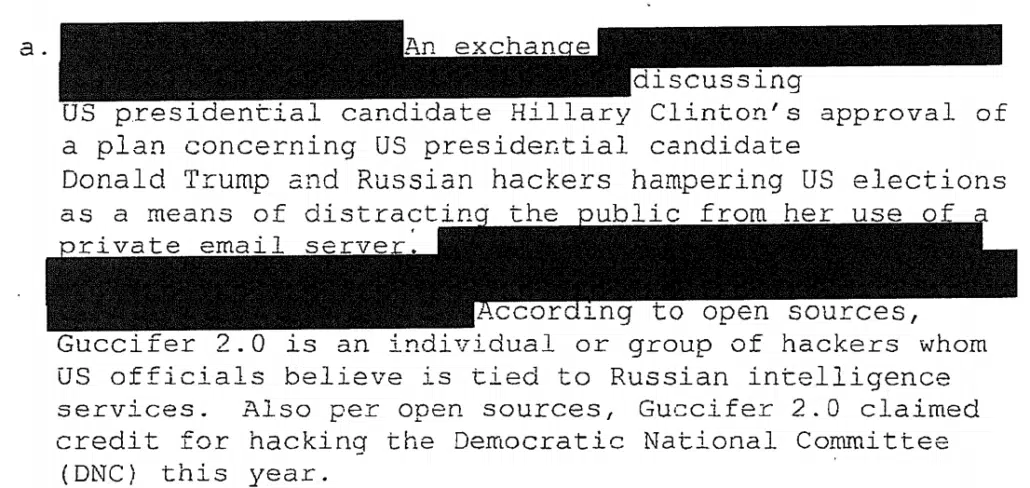 a. An exchange
discussing
US presidential candidate Hillary Clinton's approval of
a plan concerning US presidential candidate
Donald Trump and Russian hackers hampering US elections
as a means of distracting the public from her use of a
private email server.
According to open sources,
Guccifer 2.0 is an individual or group of hackers whom
US officials believe is tied to Russian intelligence
services. Also per open sources, Guccifer 2.0 claimed
credit for hacking the Democratic National Committee
(DNC) this year.